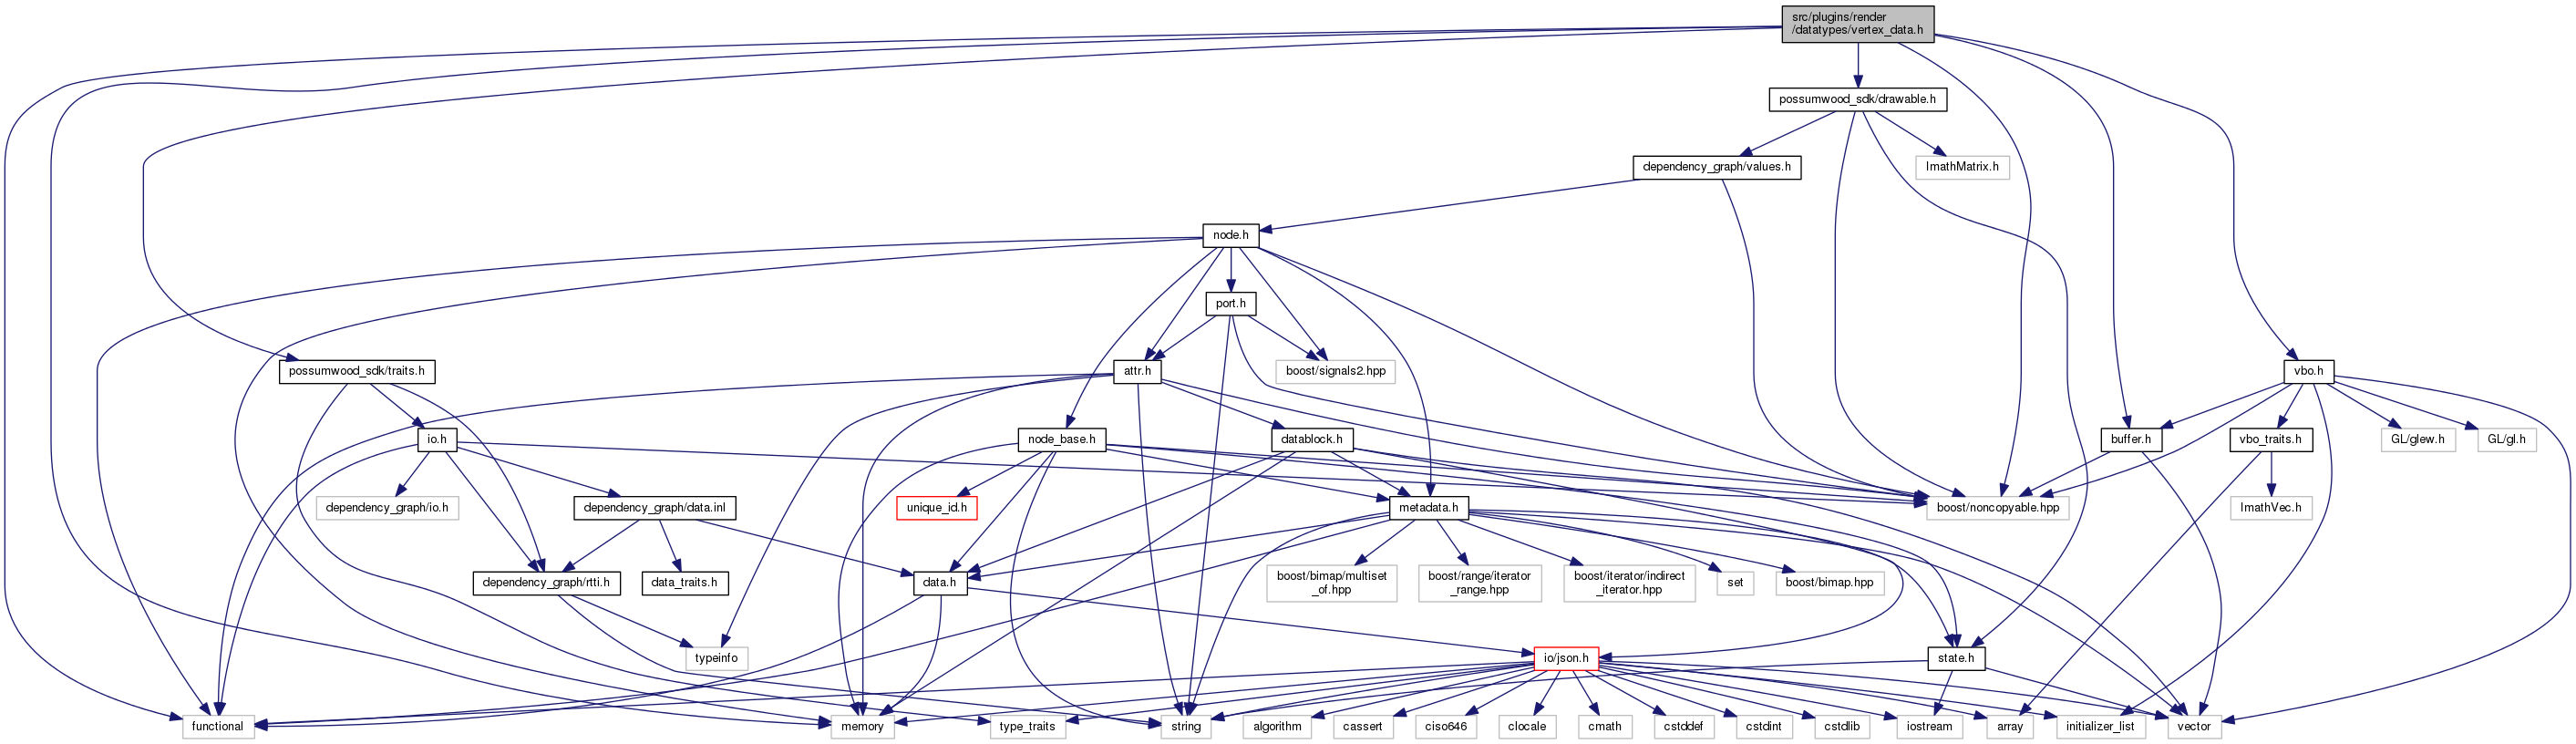 src/plugins/render
/datatypes/vertex_data.h
possumwood_sdk/drawable.h
dependency_graph/values.h
ImathMatrix.h
node.h
port.h
possumwood_sdk/traits.h
attr.h
boost/signals2.hpp
vbo.h
io.h
node_base.h
datablock.h
buffer.h
vbo_traits.h
GL/glew.h
GL/gl.h
dependency_graph/io.h
dependency_graph/data.inl
unique_id.h
metadata.h
boost/noncopyable.hpp
ImathVec.h
dependency_graph/rtti.h
data_traits.h
data.h
boost/bimap/multiset
_of.hpp
boost/range/iterator
_range.hpp
boost/iterator/indirect
_iterator.hpp
set
boost/bimap.hpp
typeinfo
io/json.h
state.h
functional
memory
type_traits
string
algorithm
cassert
ciso646
clocale
cmath
cstddef
cstdint
cstdlib
iostream
array
initializer_list
vector